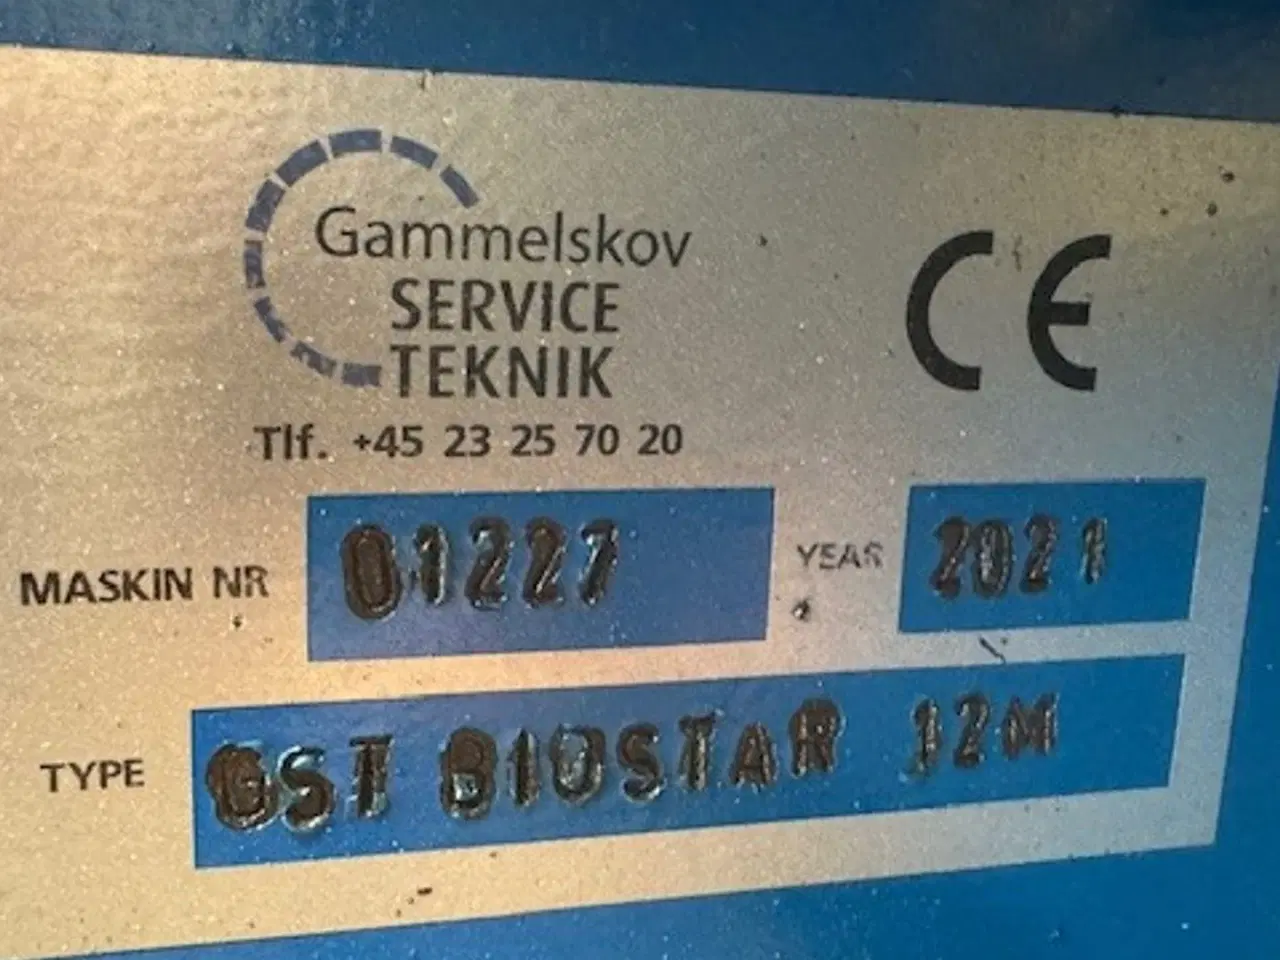 Gammelskov
SERVICE
TEKNIK
CE
Tlf. +45 23 25 70 20
MASKIN NR 01227 YEAR 2021
TYPE GST BIOSTAR 12M